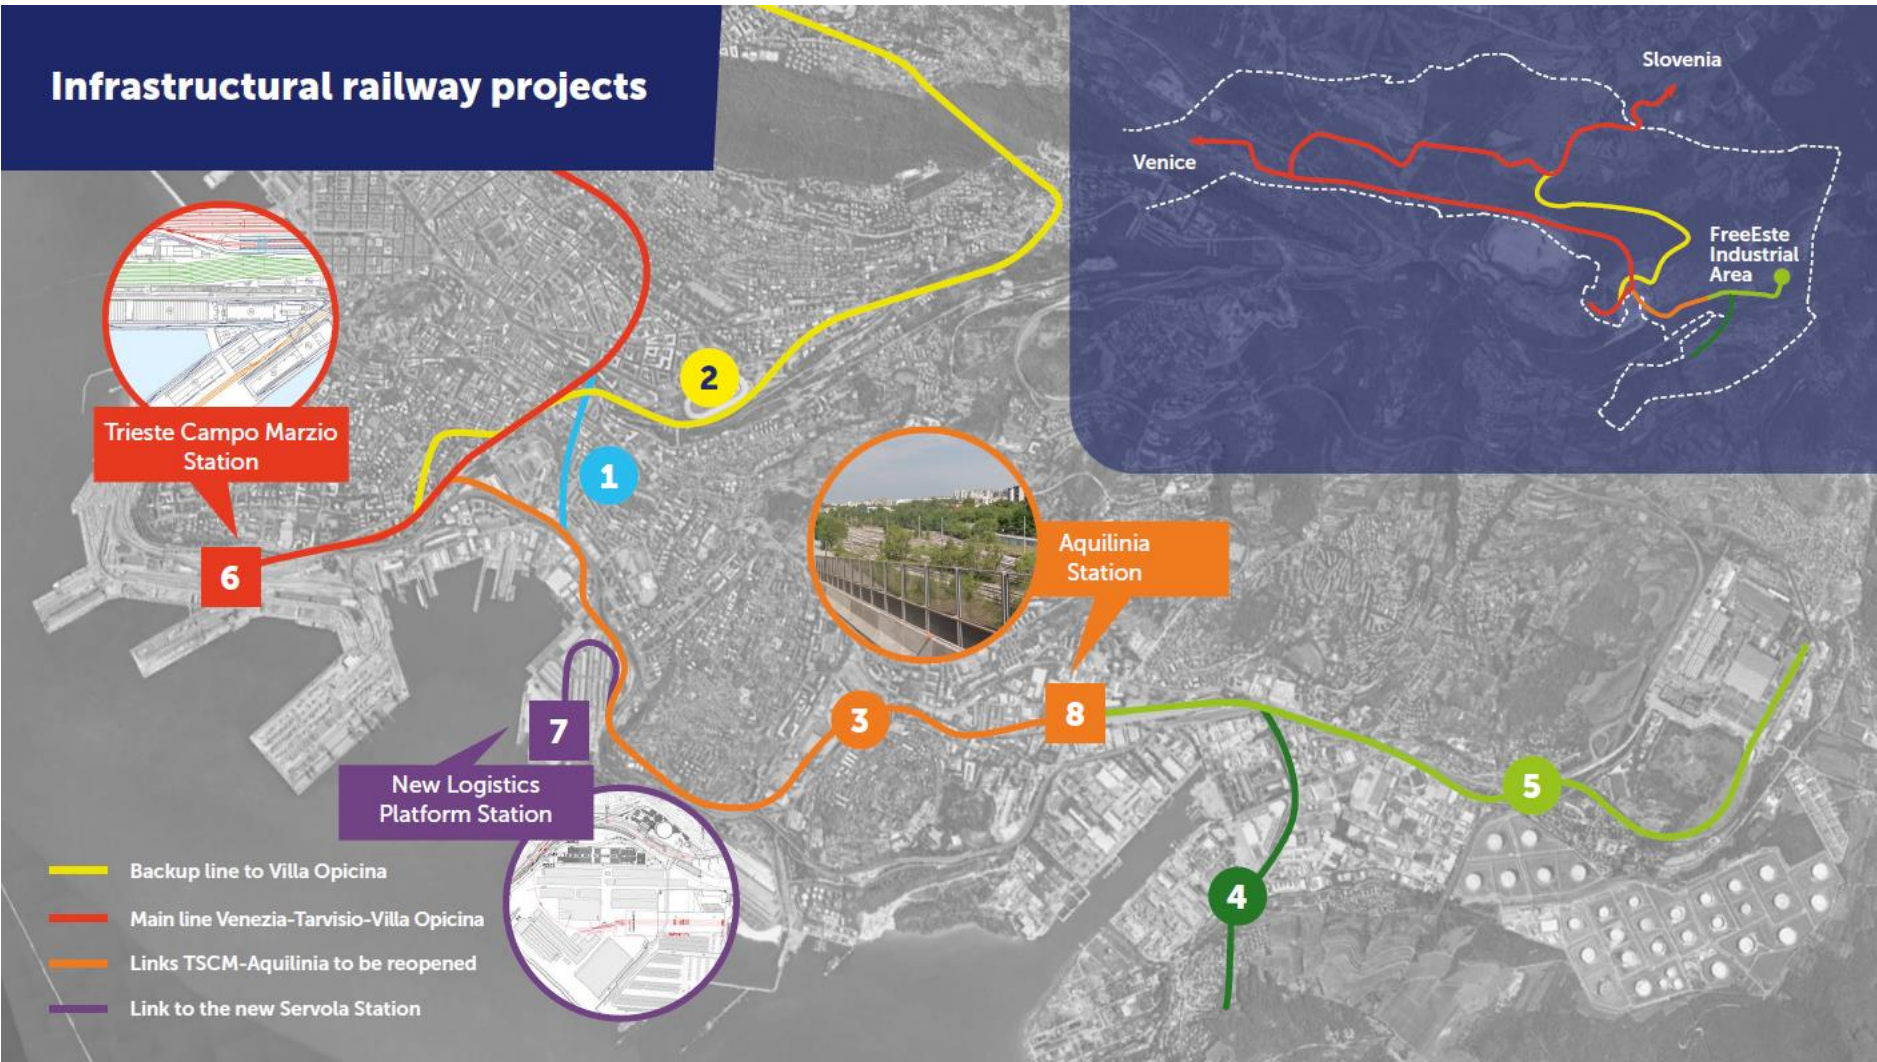 Infrastructural railway projects
Slovenia
Venice
FreeEste
Industrial
Area
2
Trieste Campo Marzio
Station
1
Aquilinia
Station
6
3
8
7
5
New Logistics
Platform Station
4
Backup line to Villa Opicina
Main line Venezia-Tarvisio-Villa Opicina
Links TSCM-Aquilinia to be reopened
Link to the new Servola Station